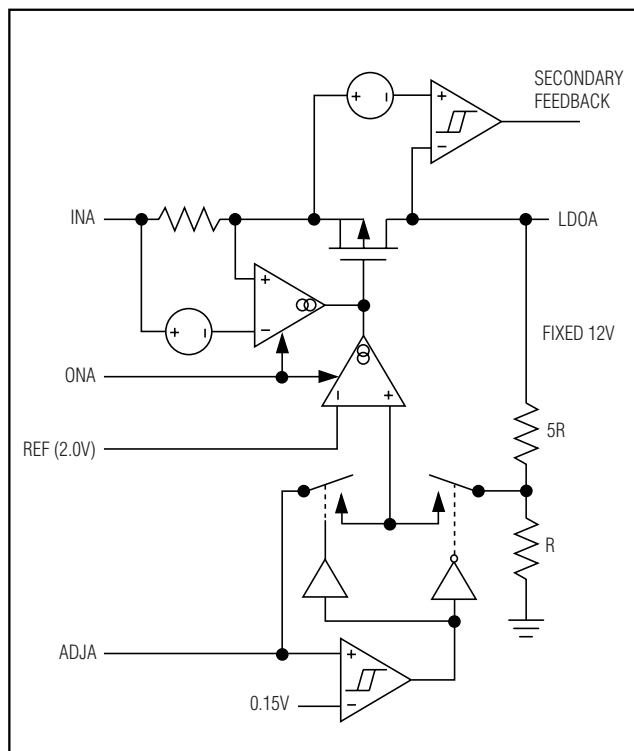 SECONDARY
FEEDBACK
+ -
+
-
INA
LDOA
+
-
+ -
FIXED 12V
ONA
- +
5R
REF (2.0V)
R
ADJA
+
0.15V
-